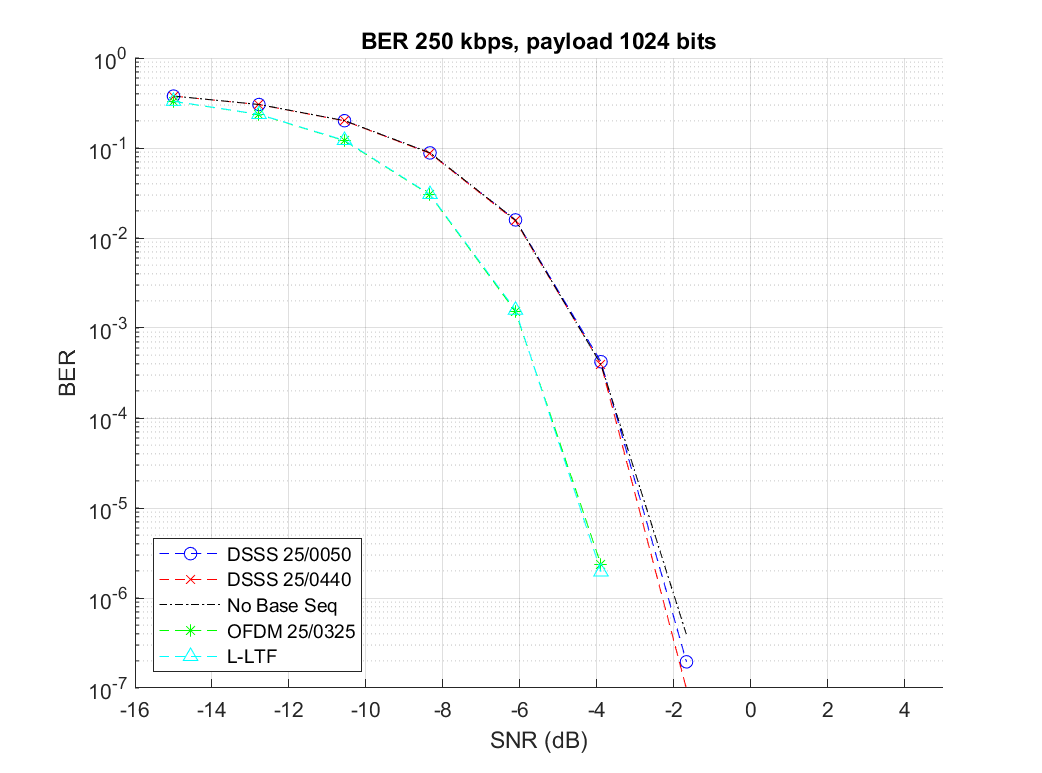 BER 250 kbps, payload 1024 bits
10^0
10^-1
10^-2
10^-3
10^-4
10^-5
10^-6
10^-7
BER
DSSS 25/0050
DSSS 25/0440
No Base Seq
OFDM 25/0325
L-LTF
-16 -14 -12 -10 -8 -6 -4 -2 0 2 4
SNR (dB)